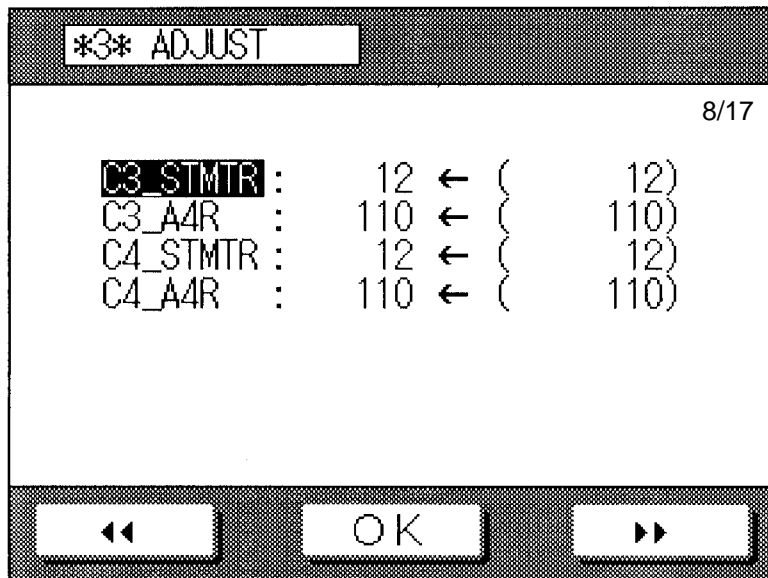 *3* ADJUST
8/17
C3_STMTR : 12 ← ( 12)
C3_A4R : 110 ← ( 110)
C4_STMTR : 12 ← ( 12)
C4_A4R : 110 ← ( 110)
OK